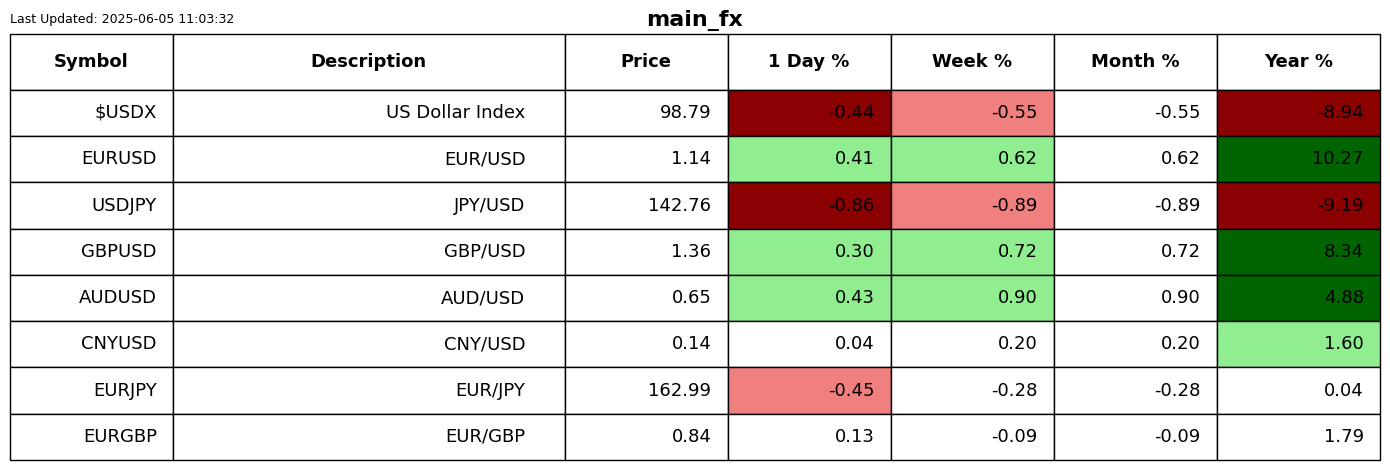 Last Updated: 2025-06-05 11:03:32
main_fx
Symbol Description Price 1 Day % Week % Month % Year %
$USDX US Dollar Index 98.79 -0.44 -0.55 -0.55 -8.94
EURUSD EUR/USD 1.14 0.41 0.62 0.62 10.27
USDJPY JPY/USD 142.76 -0.86 -0.89 -0.89 -9.19
GBPUSD GBP/USD 1.36 0.30 0.72 0.72 8.34
AUDUSD AUD/USD 0.65 0.43 0.90 0.90 4.88
CNYUSD CNY/USD 0.14 0.04 0.20 0.20 1.60
EURJPY EUR/JPY 162.99 -0.45 -0.28 -0.28 0.04
EURGBP EUR/GBP 0.84 0.13 -0.09 -0.09 1.79